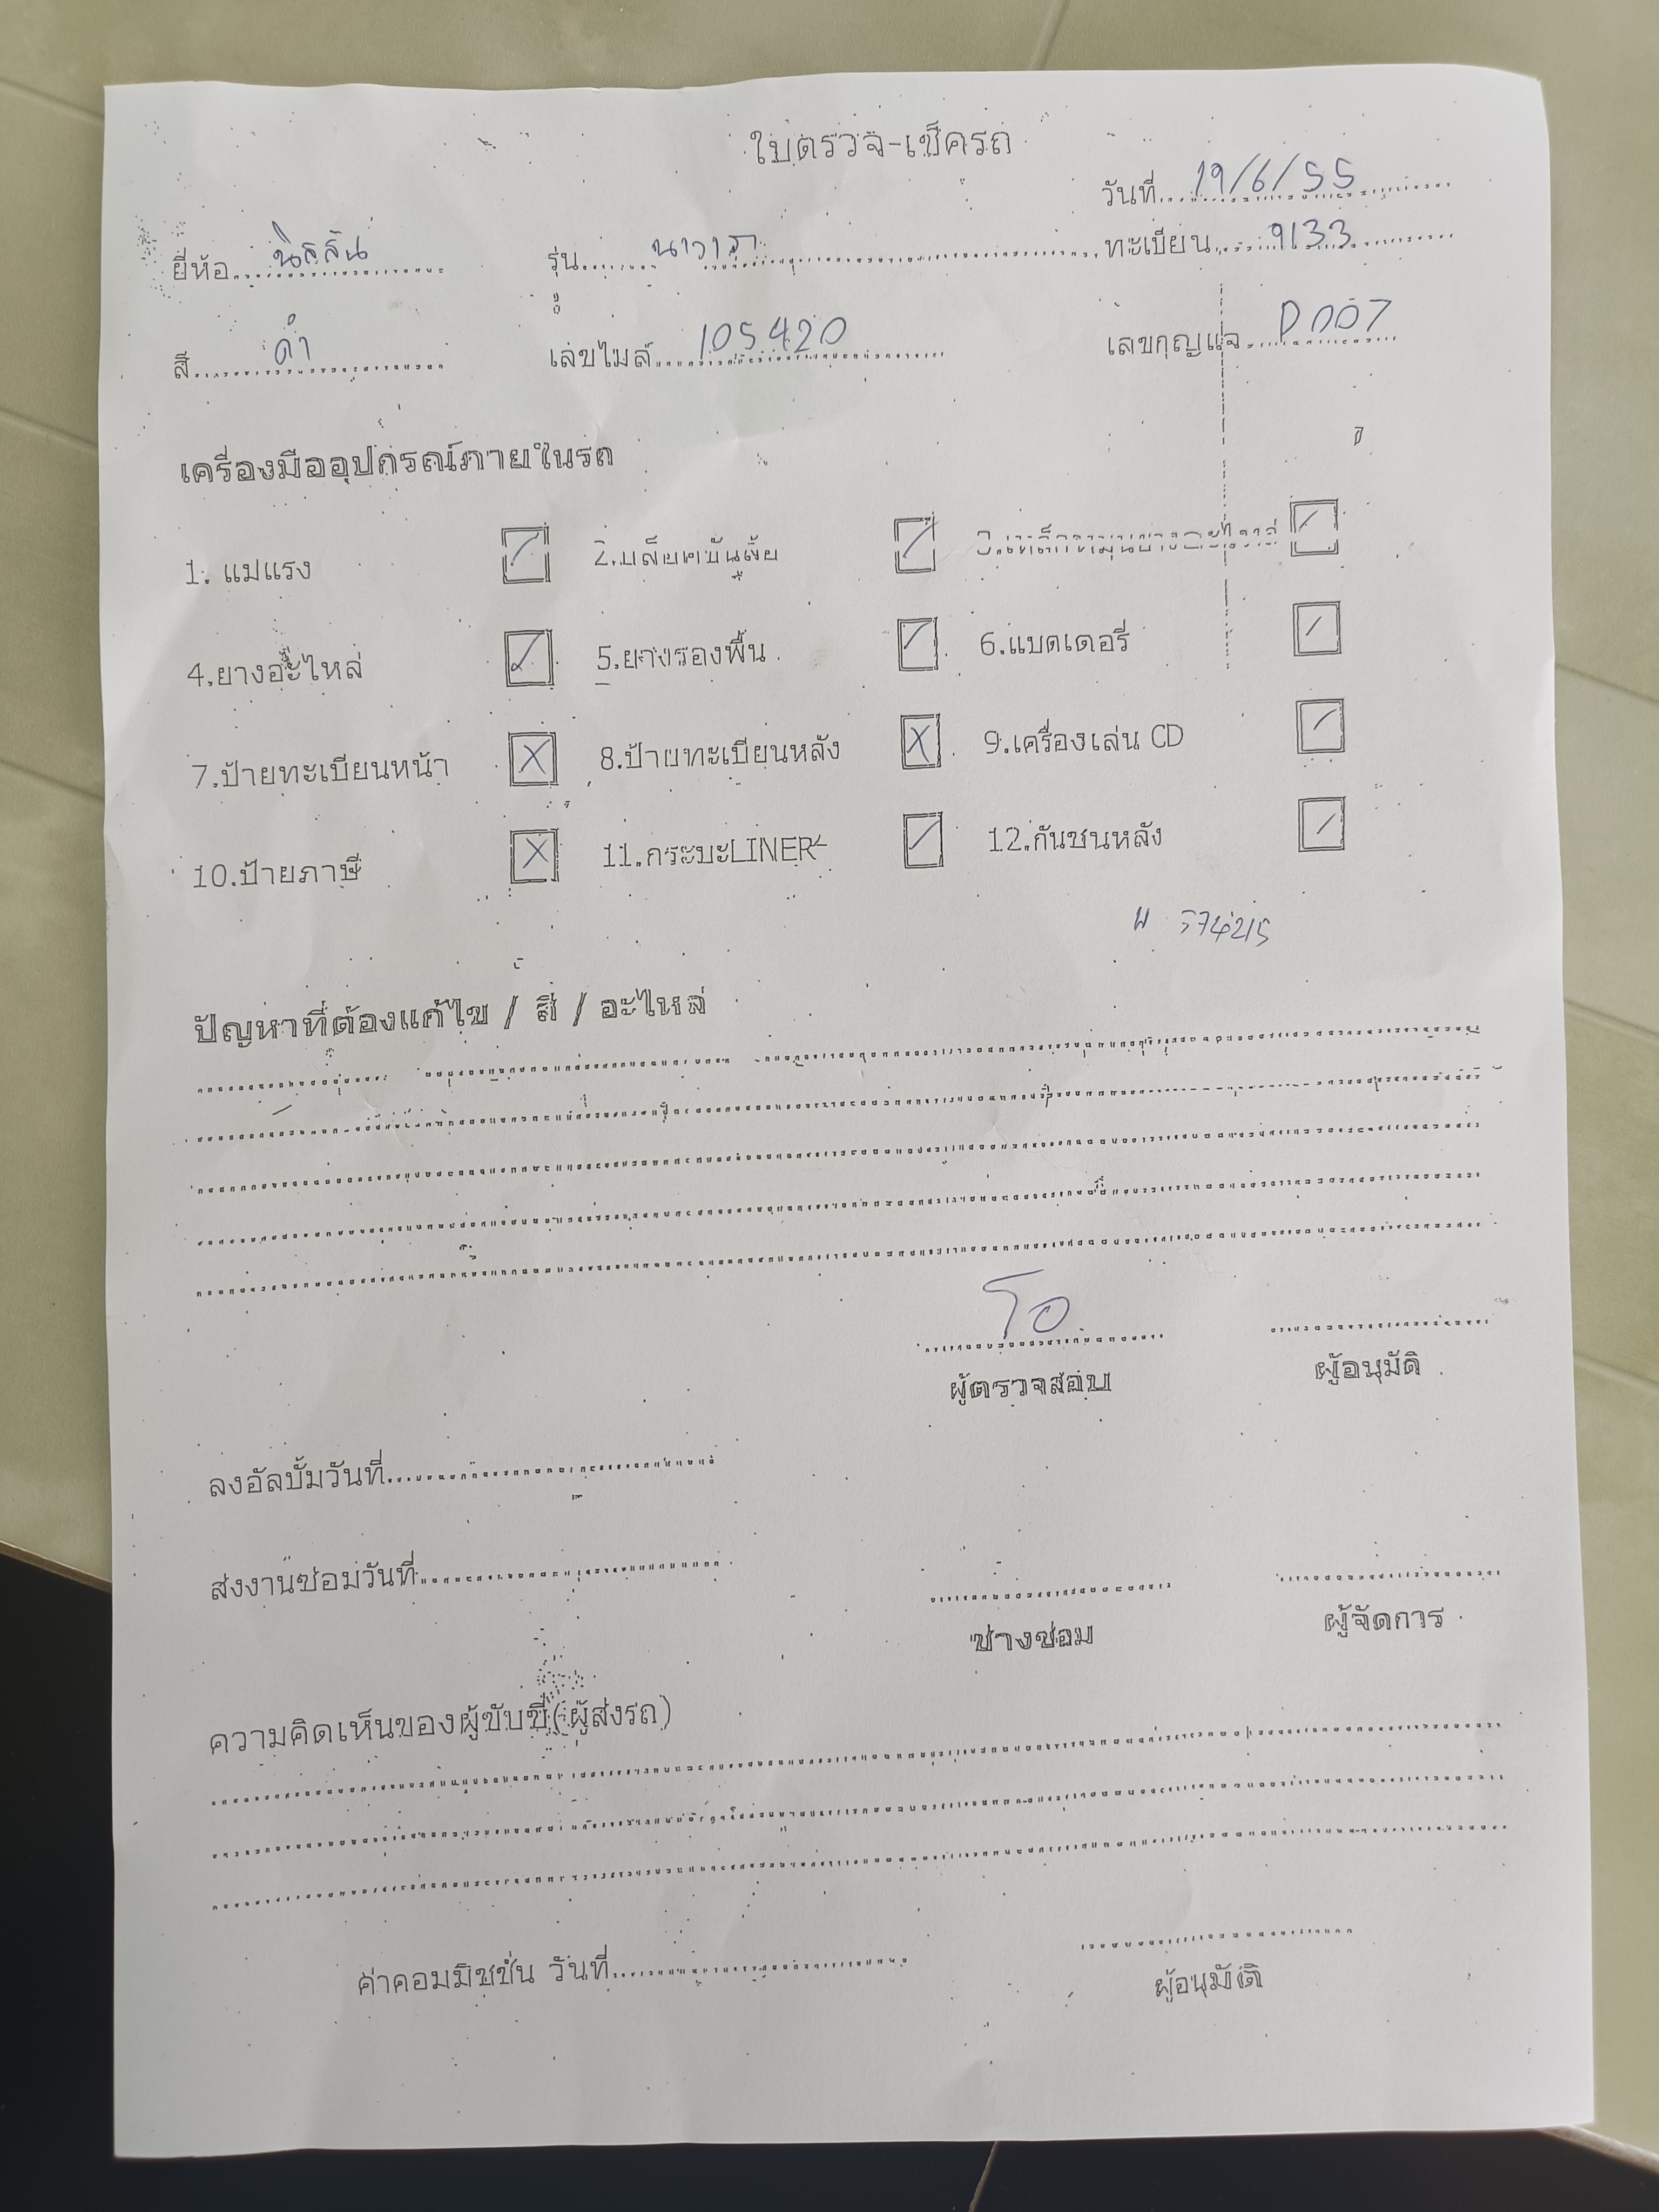 ใบตรวจ-เช็ครถ
วันที่ 19/6/55
ยี่ห้อ นิสสัน รุ่น นาวารา ทะเบียน 9133
สี ดำ เลขไมล์ 105420 เลขกุญแจ P007
เครื่องมืออุปกรณ์ภายในรถ
1. แม่แรง 2.บล๊อคขันล้อ
4.ยางอะไหล่ 5.ยางรองพื้น 6.แบตเตอรี่
7.ป้ายทะเบียนหน้า X 8.ป้ายทะเบียนหลัง X 9.เครื่องเล่น CD
10.ป้ายภาษี X 11.กระบะLINER 12.กันชนหลัง
574215
ปัญหาที่ต้องแก้ไข / สี / อะไหล่
โอ
ผู้ตรวจสอบ ผู้อนุมัติ
ลงอัลบั้มวันที่
ส่งงานซ่อมวันที่
ช่างซ่อม ผู้จัดการ
ความคิดเห็นของผู้ขับขี่(ผู้ส่งรถ)
ค่าคอมมิชชั่น วันที่
ผู้อนุมัติ